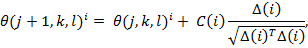 θ(j + 1, k, l)^i = θ(j, k, l)^i + C(i) Δ(i) / √(Δ(i)^T Δ(i)),